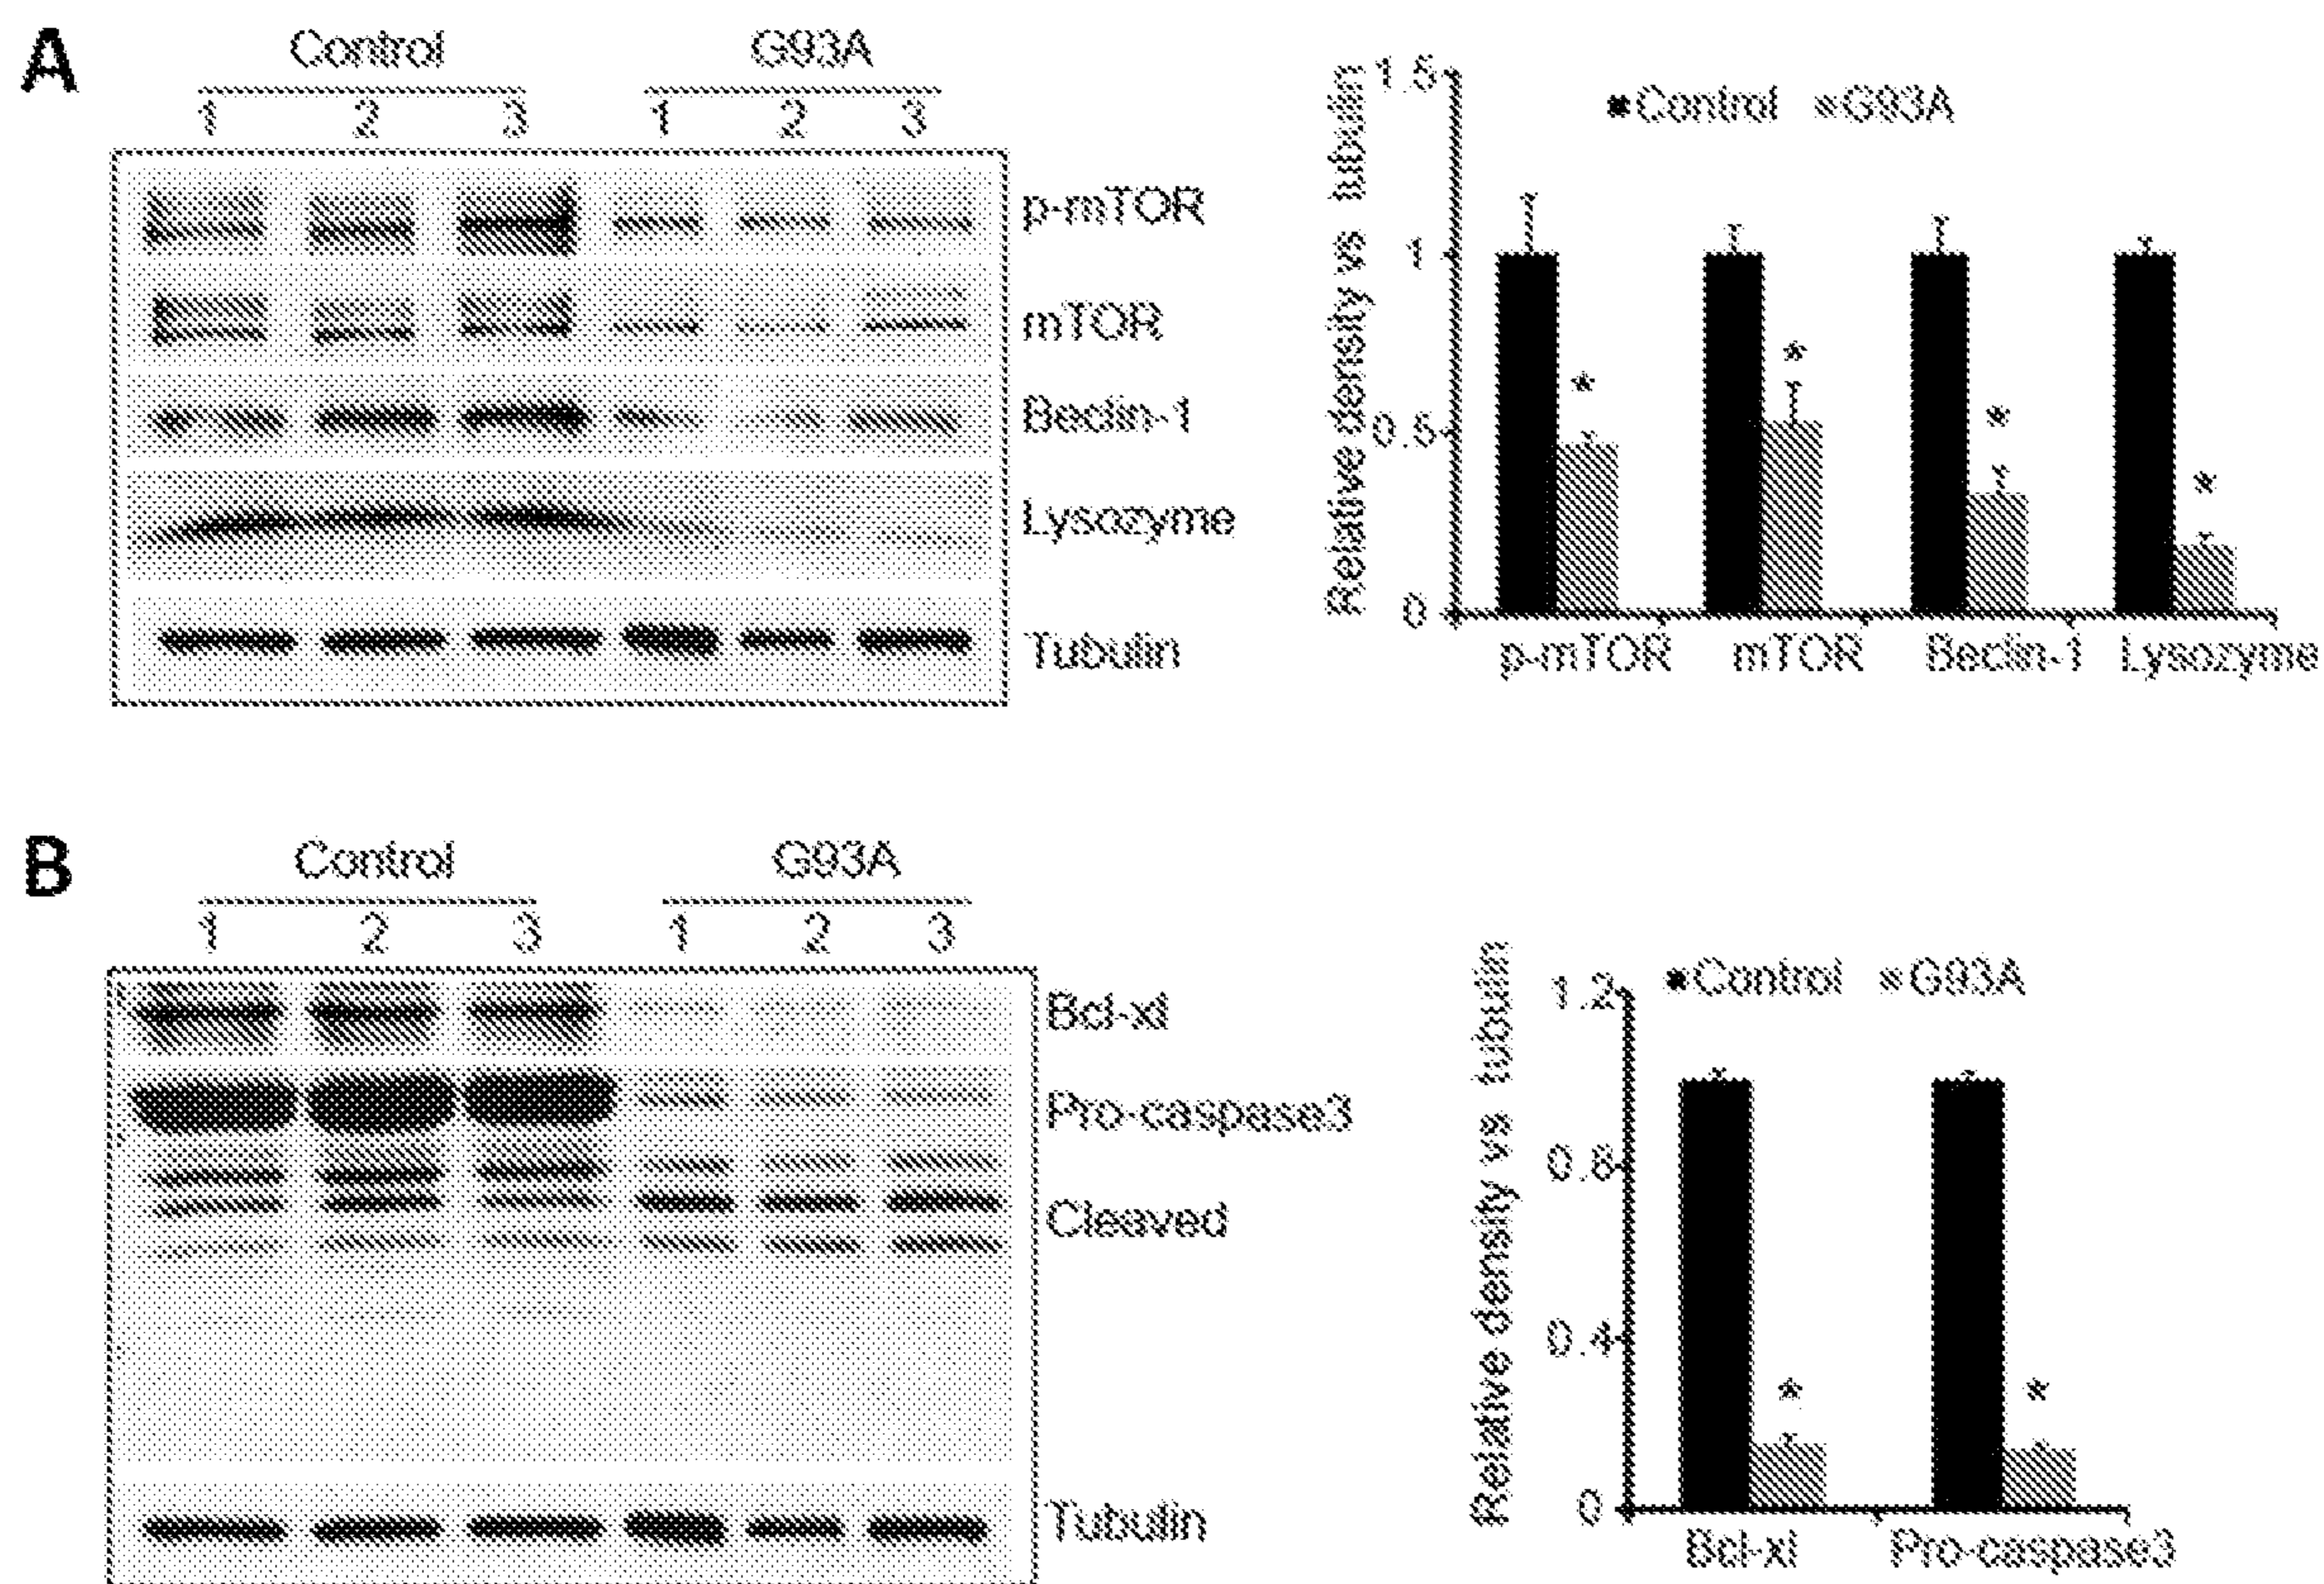 A
Control G93A
1 2 3 1 2 3
p-mTOR
mTOR
Beclin-1
Lysozyme
Tubulin
Relative density vs tubulin
1.5
1
0.5
0
Control G93A
* * * *
p-mTOR mTOR Beclin-1 Lysozyme
B
Control G93A
1 2 3 1 2 3
Bcl-xl
Pro-caspase3
Cleaved
Tubulin
Relative density vs tubulin
1.2
0.8
0.4
0
Control G93A
* *
Bcl-xl Pro-caspase3